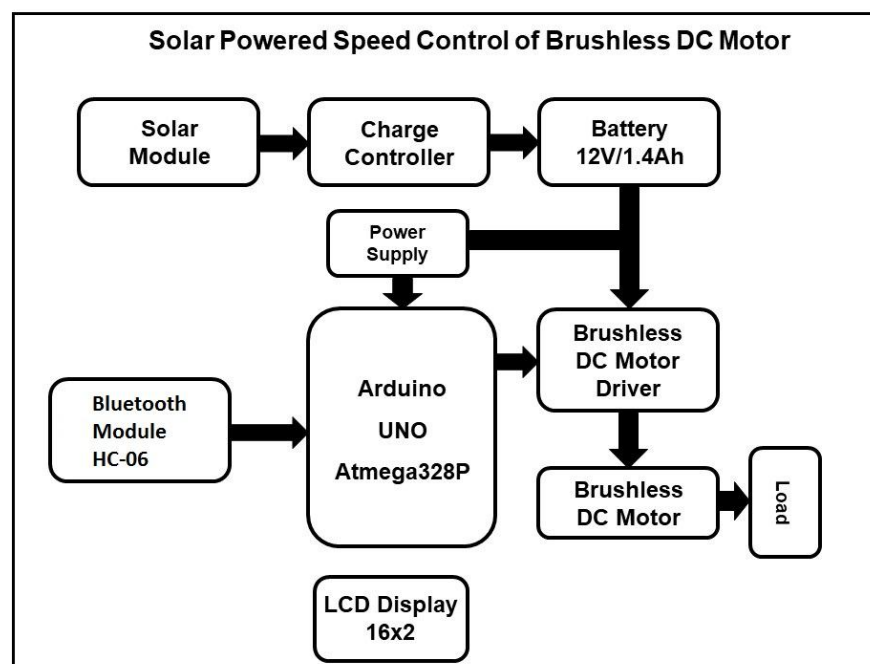 Solar Powered Speed Control of Brushless DC Motor
Solar
Module
Charge
Controller
Battery
12V/1.4Ah
Power
Supply
Arduino
UNO
Atmega328P
Brushless
DC Motor
Driver
Bluetooth
Module
HC-06
Brushless
DC Motor
Load
LCD Display
16x2